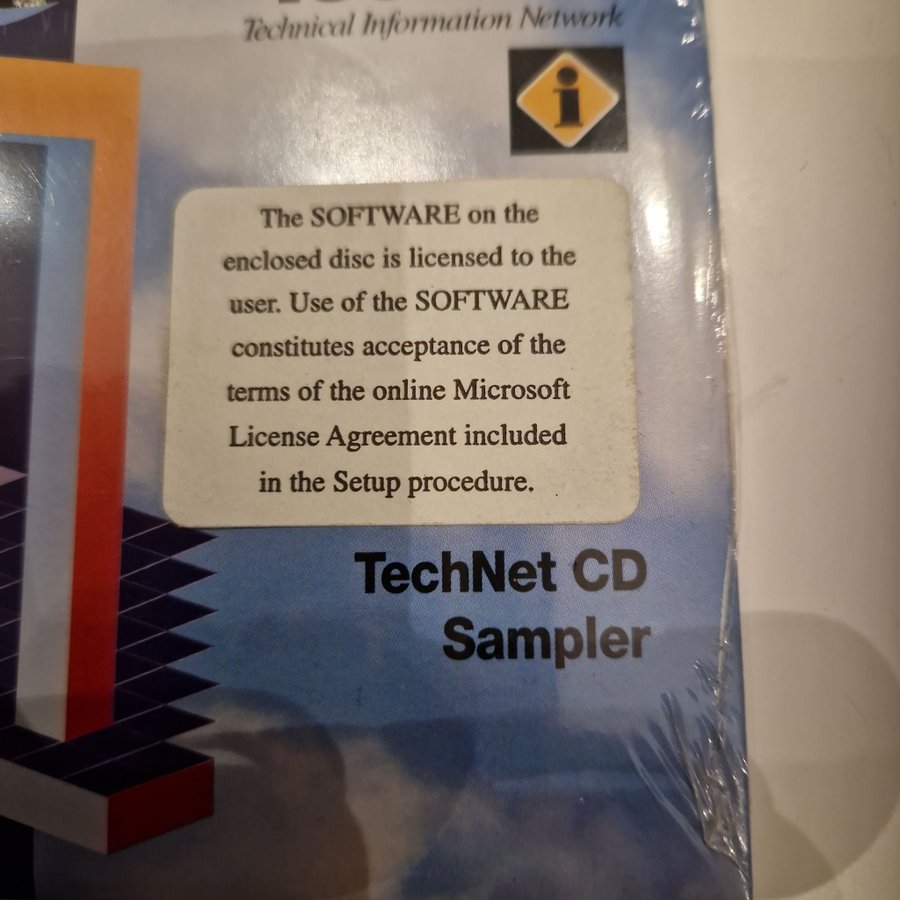 Technical Information Network
i
The SOFTWARE on the
enclosed disc is licensed to the
user. Use of the SOFTWARE
constitutes acceptance of the
terms of the online Microsoft
License Agreement included
in the Setup procedure.
TechNet CD
Sampler